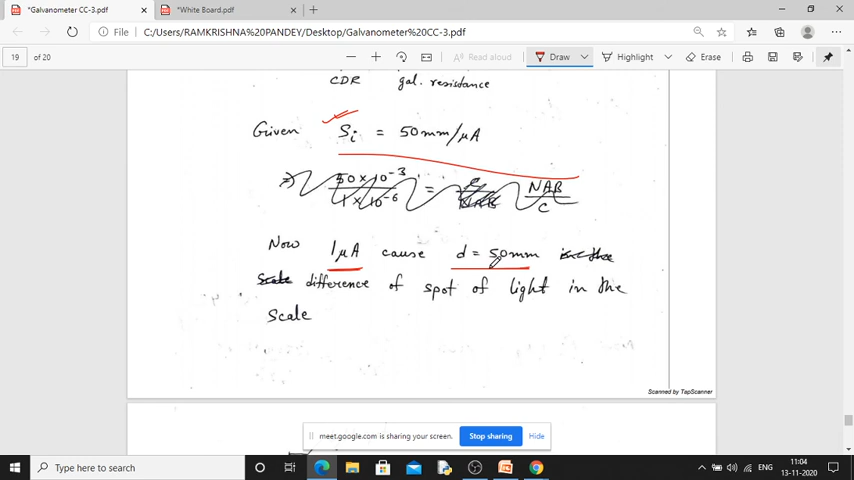 *Galvanometer CC-3.pdf
*White Board.pdf
C:/Users/RAMKRISHNA%20PANDEY/Desktop/Galvanometer%20CC-3.pdf
19 of 20
Read aloud
Draw
Highlight
Erase
CDR gal. resistance
Given Si = 50mm/μA
⇒ 50 x 10-3 / 1 x 10-6 = NAB / C
Now 1μA cause d = 50mm in the
scale difference of spot of light in the
Scale
Scanned by TapScanner
meet.google.com is sharing your screen.
Stop sharing
Hide
Type here to search
ENG
11:04
13-11-2020